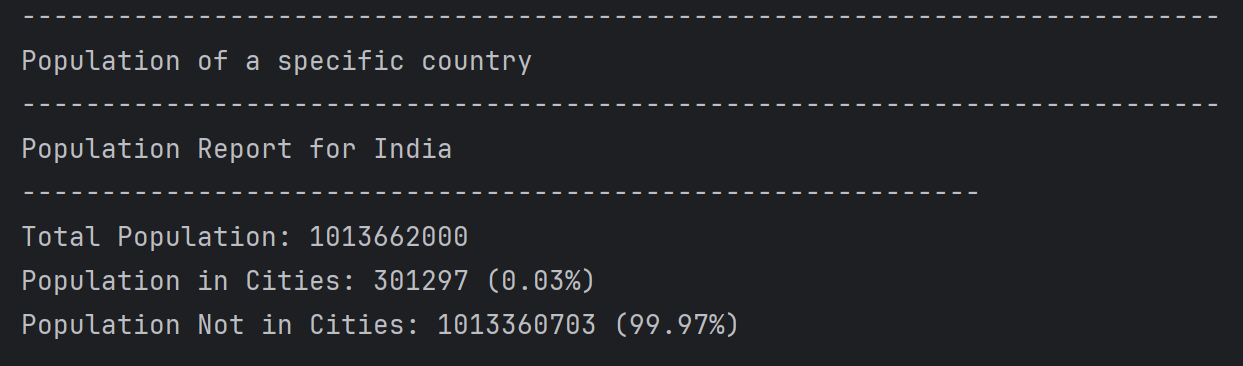 ---------------------------------------------------------------------------
Population of a specific country
---------------------------------------------------------------------------
Population Report for India
------------------------------------------------------------
Total Population: 1013662000
Population in Cities: 301297 (0.03%)
Population Not in Cities: 1013360703 (99.97%)